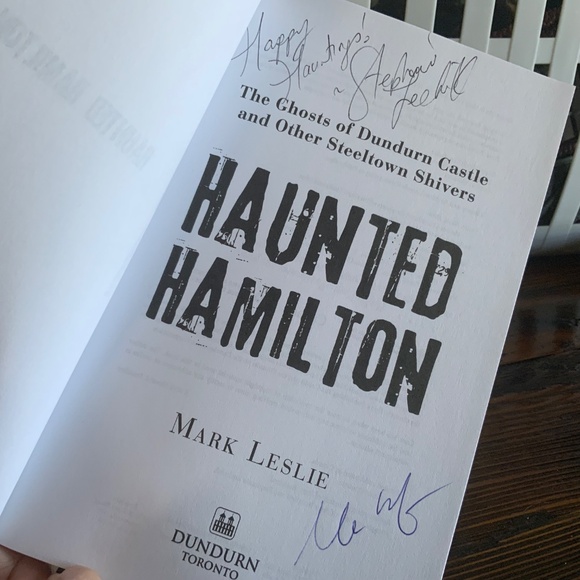 Happy
Hauntings!
~ Stephanie
The Ghosts of Dundurn Castle
and Other Steeltown Shivers
HAUNTED
HAMILTON
MARK LESLIE
DUNDURN
TORONTO